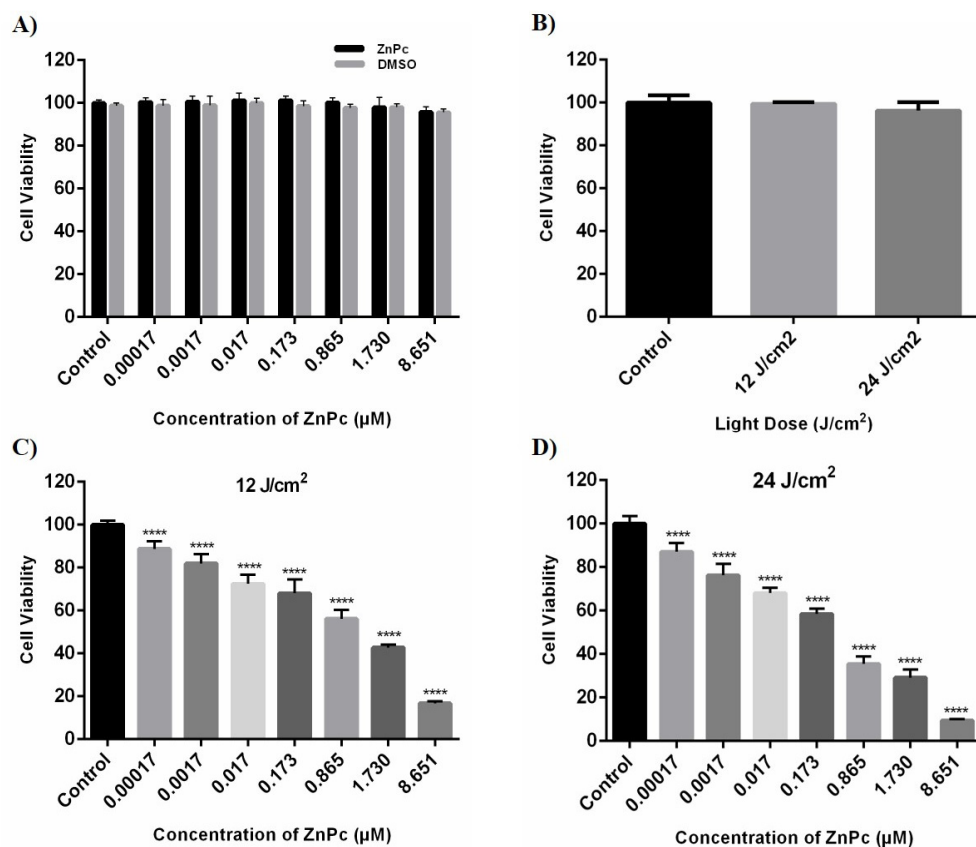 A)
ZnPc
DMSO
120
100
80
60
40
20
0
Cell Viability
Control
0.00017
0.0017
0.017
0.173
0.865
1.730
8.651
Concentration of ZnPc (µM)
B)
120
100
80
60
40
20
0
Cell Viability
Control
12 J/cm2
24 J/cm2
Light Dose (J/cm²)
C)
12 J/cm²
120
100
80
60
40
20
0
Cell Viability
****
****
****
****
****
****
****
Control
0.00017
0.0017
0.017
0.173
0.865
1.730
8.651
Concentration of ZnPc (µM)
D)
24 J/cm²
120
100
80
60
40
20
0
Cell Viability
****
****
****
****
****
****
****
Control
0.00017
0.0017
0.017
0.173
0.865
1.730
8.651
Concentration of ZnPc (µM)